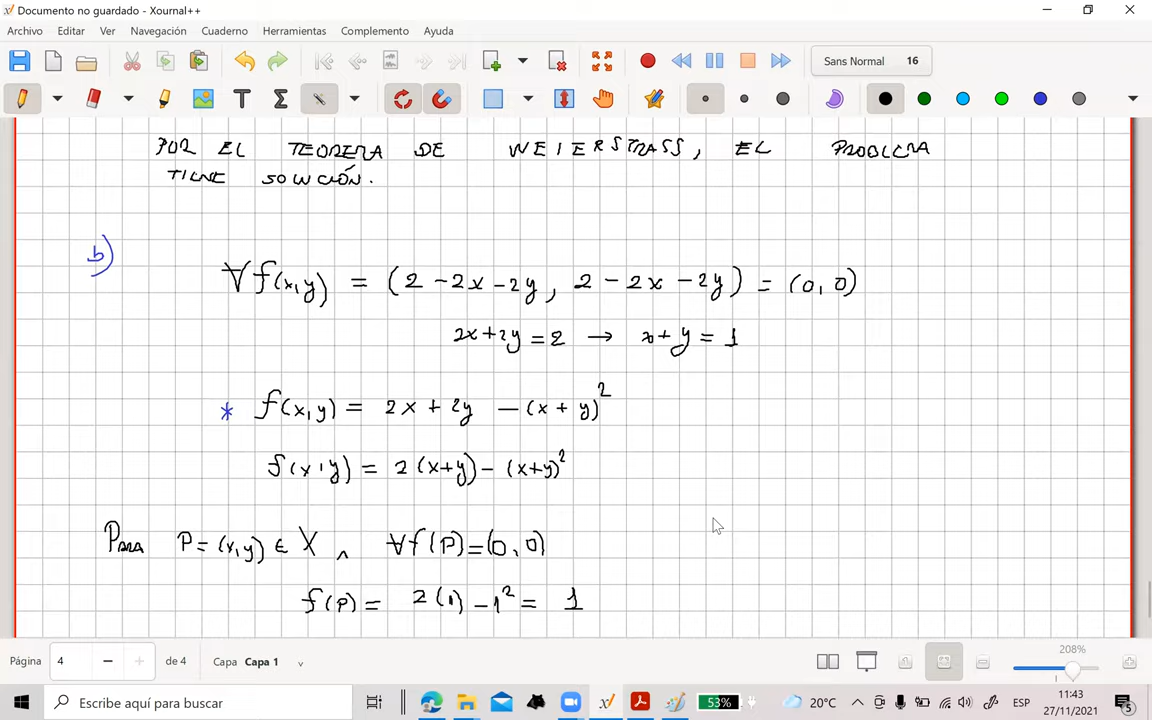 Documento no guardado - Xournal++
Archivo Editar Ver Navegación Cuaderno Herramientas Complemento Ayuda
Sans Normal 16
POR EL TEOREMA DE WEIERSTRASS, EL PROBLEMA
TIENE SOLUCIÓN.
b)
∀f(x,y) = (2-2x-2y, 2-2x-2y) = (0,0)
2x+2y=2 → x+y=1
* f(x,y) = 2x+2y -(x+y)²
f(x,y) = 2(x+y)-(x+y)²
PARA P=(x,y) ∈ X ∧ ∀f(P)=(0,0)
f(P) = 2(1)-1² = 1
Página 4 de 4 Capa Capa 1 208%
Escribe aquí para buscar 53% 20°C ESP 11:43
27/11/2021 5